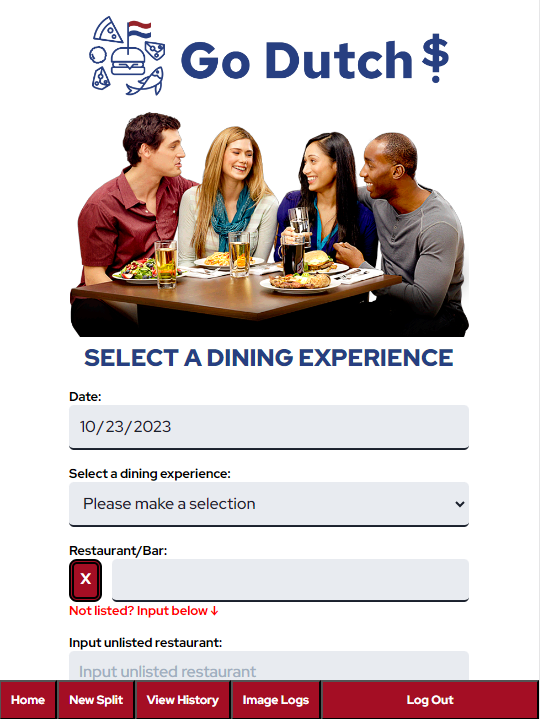 Go Dutch $
SELECT A DINING EXPERIENCE
Date:
10/23/2023
Select a dining experience:
Please make a selection
Restaurant/Bar:
X
Not listed? Input below ↓
Input unlisted restaurant:
Input unlisted restaurant
Home New Split View History Image Logs Log Out